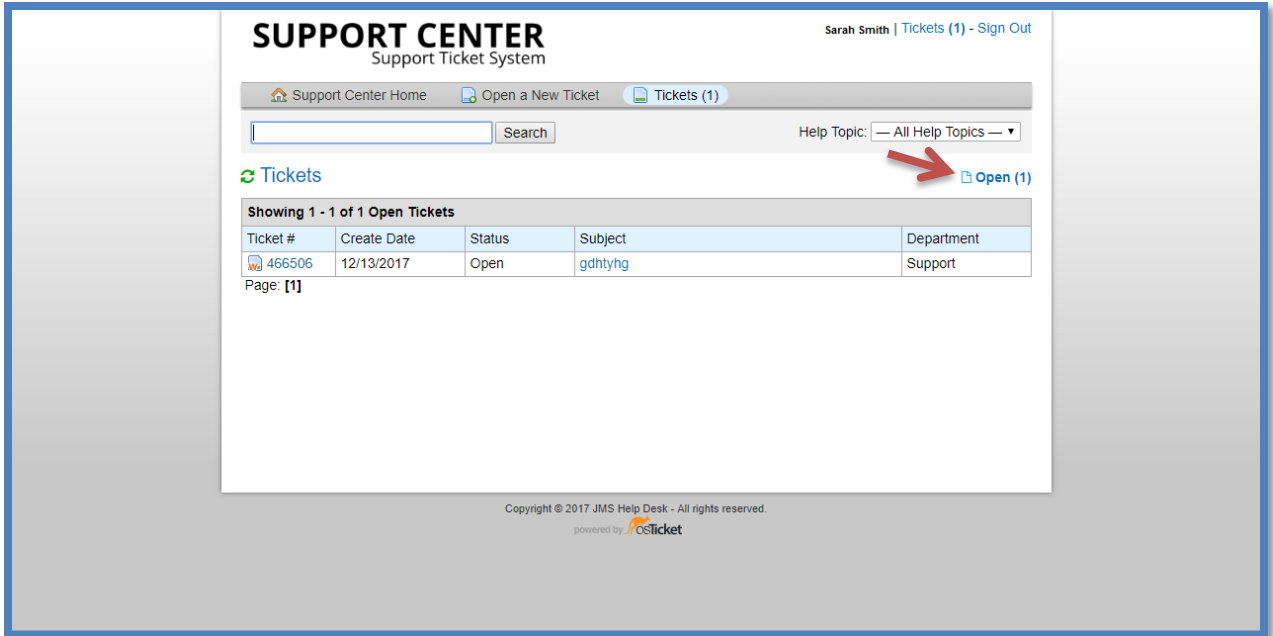 SUPPORT CENTER
Support Ticket System
Sarah Smith | Tickets (1) - Sign Out
Support Center Home Open a New Ticket Tickets (1)
Search Help Topic: — All Help Topics —
Tickets Open (1)
Showing 1 - 1 of 1 Open Tickets
Ticket # Create Date Status Subject Department
466506 12/13/2017 Open gdhtyhg Support
Page: [1]
Copyright © 2017 JMS Help Desk - All rights reserved.
powered by osTicket